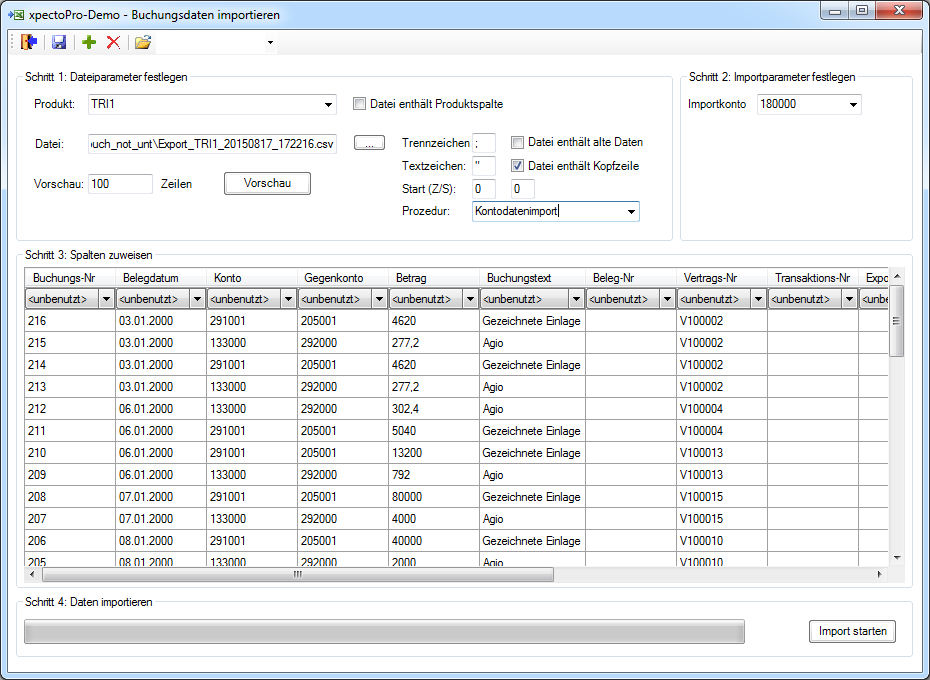 xpectoPro-Demo - Buchungsdaten importieren
Schritt 1: Dateiparameter festlegen
Produkt: TRI1 Datei enthält Produktspalte
Datei: ouch_not_unt\Export_TRI1_20150817_172216.csv ... Trennzeichen ; Datei enthält alte Daten
Textzeichen: " Datei enthält Kopfzeile
Vorschau: 100 Zeilen Vorschau Start (Z/S): 0 0
Prozedur: Kontodatenimport
Schritt 2: Importparameter festlegen
Importkonto 180000
Schritt 3: Spalten zuweisen
Buchungs-Nr Belegdatum Konto Gegenkonto Betrag Buchungstext Beleg-Nr Vertrags-Nr Transaktions-Nr Expo
<unbenutzt> <unbenutzt> <unbenutzt> <unbenutzt> <unbenutzt> <unbenutzt> <unbenutzt> <unbenutzt> <unbenutzt> <unbe
216 03.01.2000 291001 205001 4620 Gezeichnete Einlage V100002
215 03.01.2000 133000 292000 277,2 Agio V100002
214 03.01.2000 291001 205001 4620 Gezeichnete Einlage V100002
213 03.01.2000 133000 292000 277,2 Agio V100002
212 06.01.2000 133000 292000 302,4 Agio V100004
211 06.01.2000 291001 205001 5040 Gezeichnete Einlage V100004
210 06.01.2000 291001 205001 13200 Gezeichnete Einlage V100013
209 06.01.2000 133000 292000 792 Agio V100013
208 07.01.2000 291001 205001 80000 Gezeichnete Einlage V100015
207 07.01.2000 133000 292000 4000 Agio V100015
206 08.01.2000 291001 205001 40000 Gezeichnete Einlage V100010
205 08.01.2000 133000 292000 2000 Agio V100010
Schritt 4: Daten importieren
Import starten